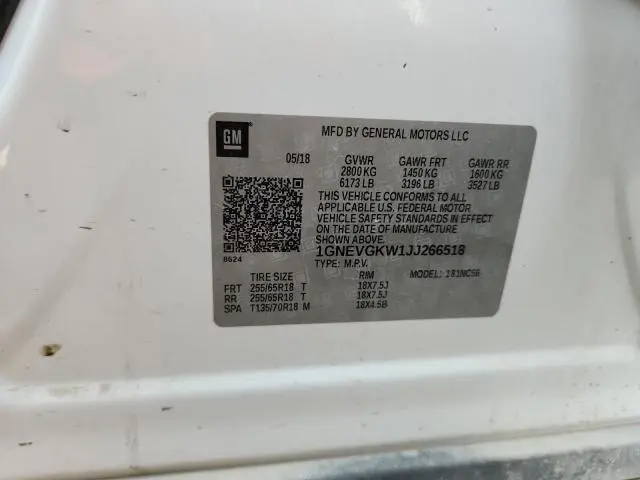 GM
MFD BY GENERAL MOTORS LLC
05/18 GVWR GAWR FRT GAWR RR
2800 KG 1450 KG 1600 KG
6173 LB 3196 LB 3527 LB
THIS VEHICLE CONFORMS TO ALL
APPLICABLE U.S. FEDERAL MOTOR
VEHICLE SAFETY STANDARDS IN EFFECT
ON THE DATE OF MANUFACTURE
SHOWN ABOVE.
8624
1GNEVGKW1JJ266518
TYPE: M.P.V. MODEL: 1S1NC56
TIRE SIZE RIM
FRT 255/65R18 T 18X7.5J
RR 255/65R18 T 18X7.5J
SPA T135/70R18 M 18X4.5B